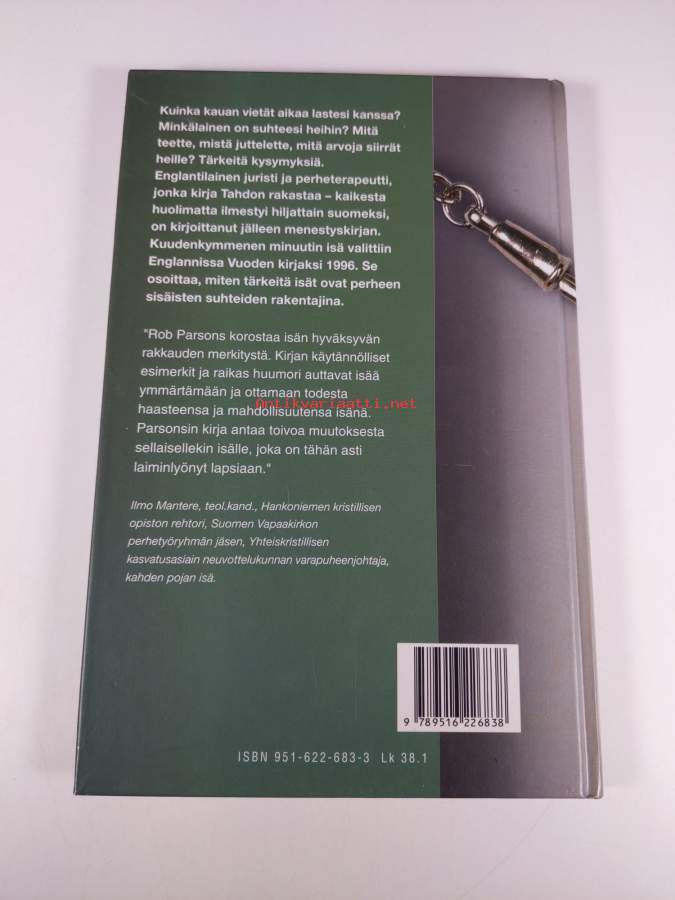 Kuinka kauan vietät aikaa lastesi kanssa?
Minkälainen on suhteesi heihin? Mitä
teette, mistä juttelette, mitä arvoja siirrät
heille? Tärkeitä kysymyksiä.
Englantilainen juristi ja perheterapeutti,
jonka kirja Tahdon rakastaa – kaikesta
huolimatta ilmestyi hiljattain suomeksi,
on kirjoittanut jälleen menestyskirjan.
Kuudenkymmenen minuutin isä valittiin
Englannissa Vuoden kirjaksi 1996. Se
osoittaa, miten tärkeitä isät ovat perheen
sisäisten suhteiden rakentajina.
"Rob Parsons korostaa isän hyväksyvän
rakkauden merkitystä. Kirjan käytännölliset
esimerkit ja raikas huumori auttavat isää
ymmärtämään ja ottamaan todesta
haasteensa ja mahdollisuutensa isänä.
Parsonsin kirja antaa toivoa muutoksesta
sellaisellekin isälle, joka on tähän asti
laiminlyönyt lapsiaan."
Antikvariaatti.net
Ilmo Mantere, teol.kand., Hankoniemen kristillisen
opiston rehtori, Suomen Vapaakirkon
perhetyöryhmän jäsen, Yhteiskristillisen
kasvatusasiain neuvottelukunnan varapuheenjohtaja,
kahden pojan isä.
9 789516 226838
ISBN 951-622-683-3 Lk 38.1